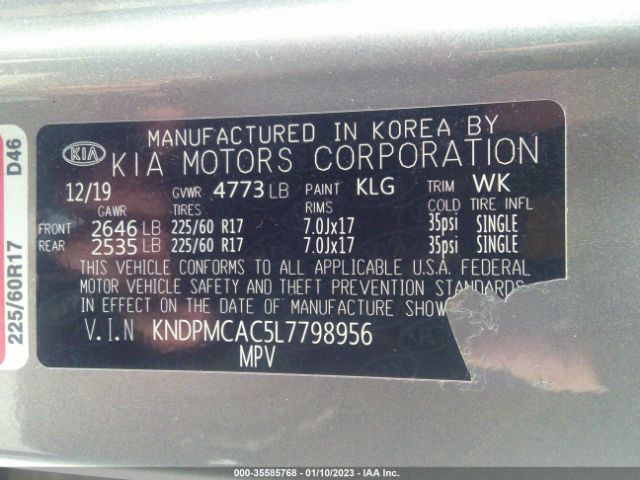 D46
225/60R17
KIA
MANUFACTURED IN KOREA BY
KIA MOTORS CORPORATION
12/19 GVWR 4773 LB PAINT KLG TRIM WK
GAWR TIRES RIMS COLD TIRE INFL
FRONT 2646 LB 225/60 R17 7.0Jx17 35psi SINGLE
REAR 2535 LB 225/60 R17 7.0Jx17 35psi SINGLE
THIS VEHICLE CONFORMS TO ALL APPLICABLE U.S.A. FEDERAL
MOTOR VEHICLE SAFETY AND THEFT PREVENTION STANDARDS
IN EFFECT ON THE DATE OF MANUFACTURE SHOW
V.I.N KNDPMCAC5L7798956
MPV
000-35585768 - 01/10/2023 - IAAI.COM